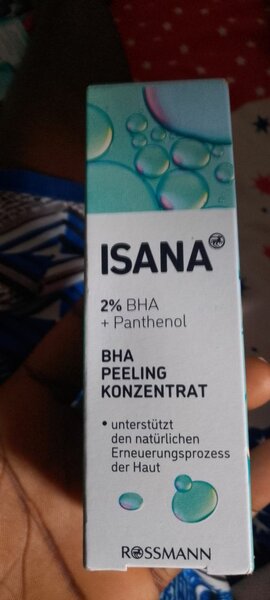 ISANA
2% BHA
+ Panthenol
BHA
PEELING
KONZENTRAT
• unterstützt
den natürlichen
Erneuerungsprozess
der Haut
ROSSMANN